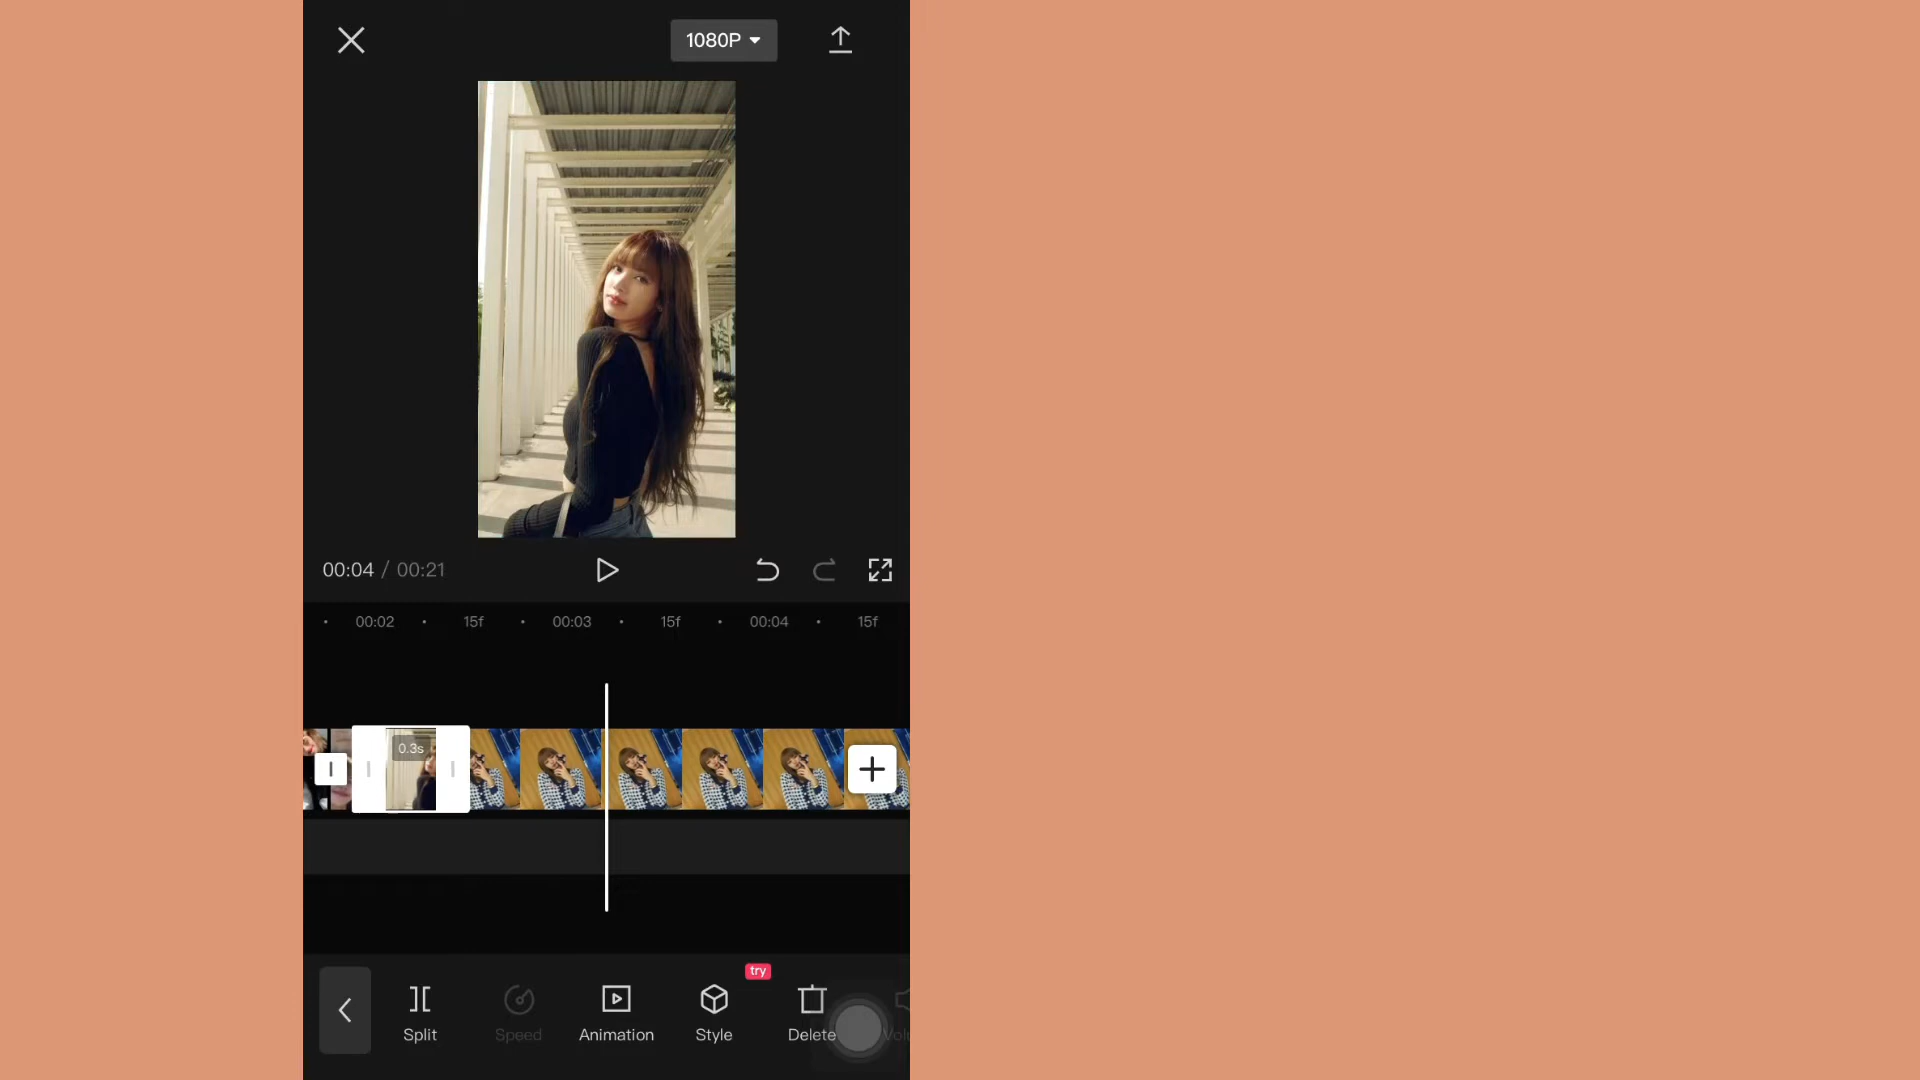 1080P
00:04 / 00:21
00:02 15f 00:03 15f 00:04 15f
0.3s
try
Split Speed Animation Style Delete